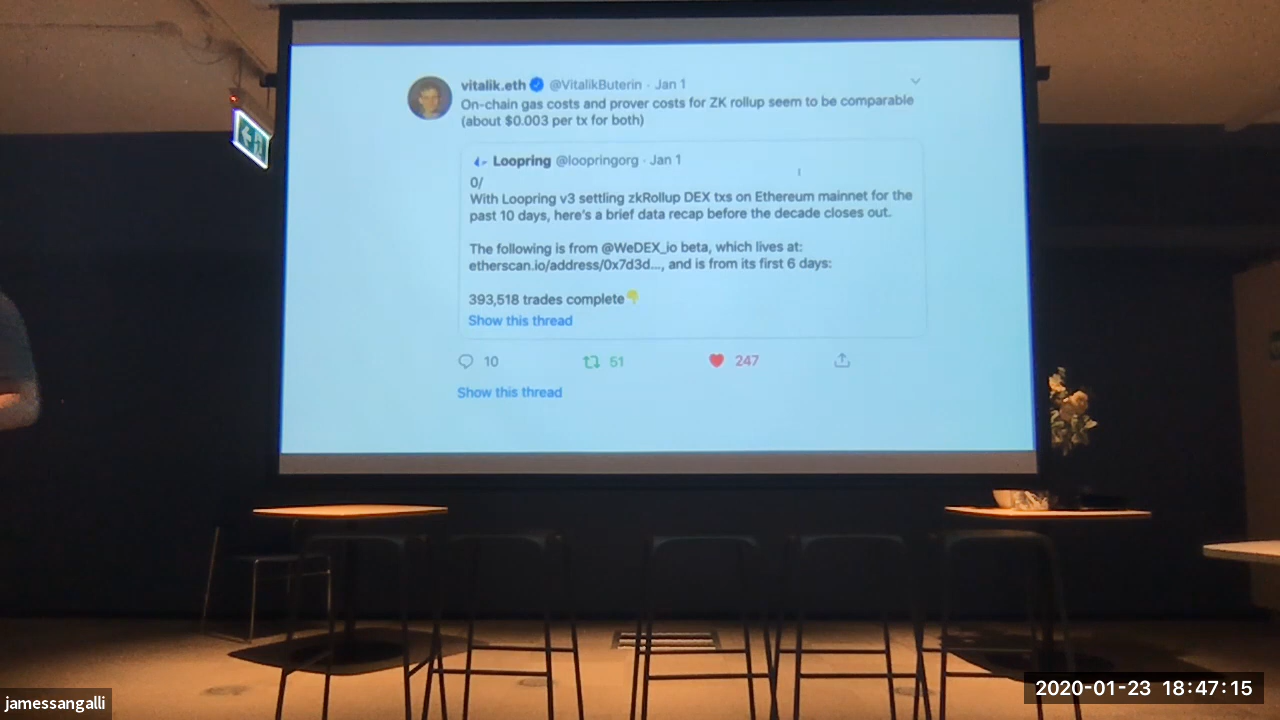 vitalik.eth @VitalikButerin · Jan 1
On-chain gas costs and prover costs for ZK rollup seem to be comparable
(about $0.003 per tx for both)
Loopring @loopringorg · Jan 1
0/
With Loopring v3 settling zkRollup DEX txs on Ethereum mainnet for the
past 10 days, here's a brief data recap before the decade closes out.
The following is from @WeDEX_io beta, which lives at:
etherscan.io/address/0x7d3d..., and is from its first 6 days:
393,518 trades complete👇
Show this thread
10 51 247
Show this thread
jamessangalli
2020-01-23 18:47:15